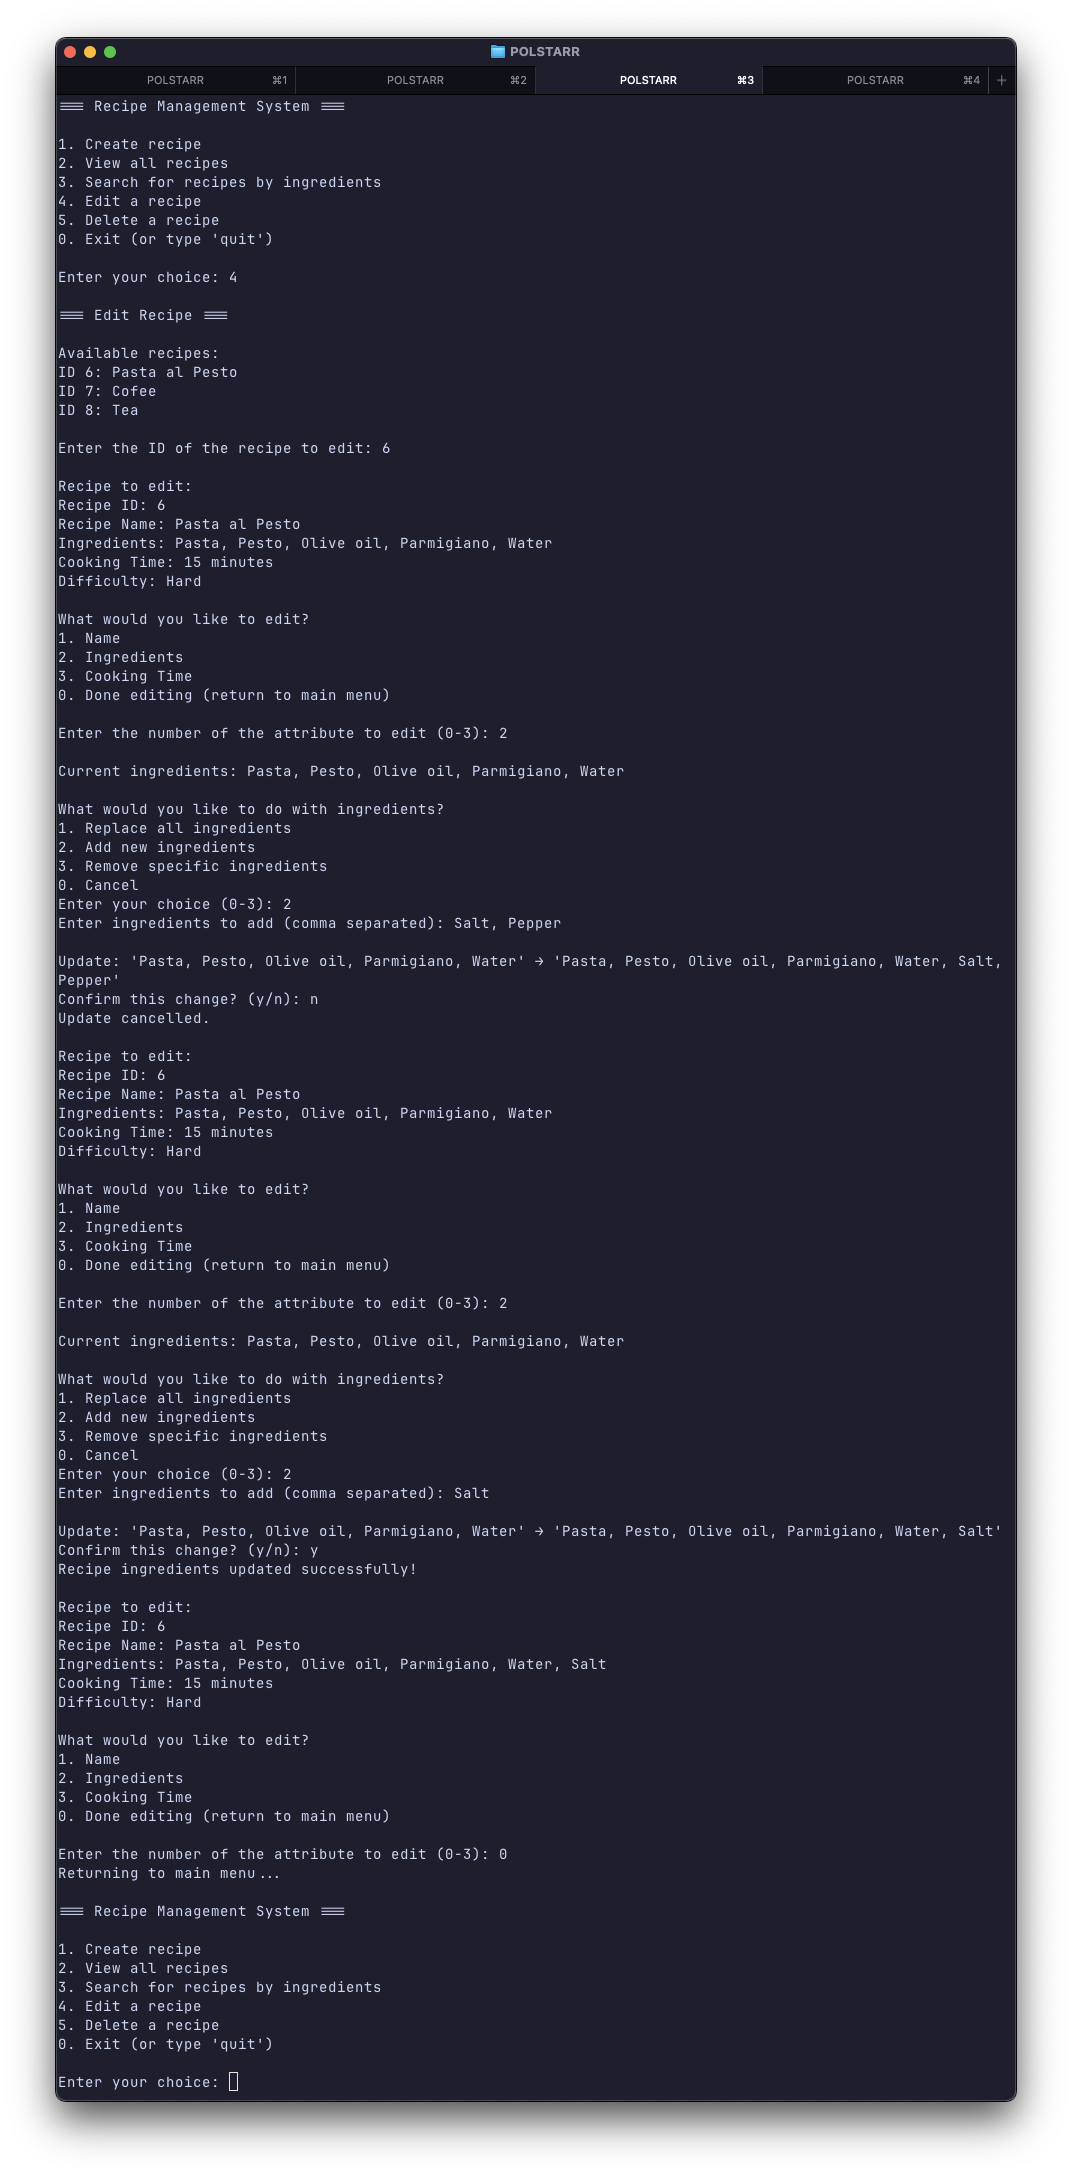 POLSTARR
POLSTARR ⌘1 POLSTARR ⌘2 POLSTARR ⌘3 POLSTARR ⌘4 +
=== Recipe Management System ===
1. Create recipe
2. View all recipes
3. Search for recipes by ingredients
4. Edit a recipe
5. Delete a recipe
0. Exit (or type 'quit')
Enter your choice: 4
=== Edit Recipe ===
Available recipes:
ID 6: Pasta al Pesto
ID 7: Cofee
ID 8: Tea
Enter the ID of the recipe to edit: 6
Recipe to edit:
Recipe ID: 6
Recipe Name: Pasta al Pesto
Ingredients: Pasta, Pesto, Olive oil, Parmigiano, Water
Cooking Time: 15 minutes
Difficulty: Hard
What would you like to edit?
1. Name
2. Ingredients
3. Cooking Time
0. Done editing (return to main menu)
Enter the number of the attribute to edit (0-3): 2
Current ingredients: Pasta, Pesto, Olive oil, Parmigiano, Water
What would you like to do with ingredients?
1. Replace all ingredients
2. Add new ingredients
3. Remove specific ingredients
0. Cancel
Enter your choice (0-3): 2
Enter ingredients to add (comma separated): Salt, Pepper
Update: 'Pasta, Pesto, Olive oil, Parmigiano, Water' → 'Pasta, Pesto, Olive oil, Parmigiano, Water, Salt,
Pepper'
Confirm this change? (y/n): n
Update cancelled.
Recipe to edit:
Recipe ID: 6
Recipe Name: Pasta al Pesto
Ingredients: Pasta, Pesto, Olive oil, Parmigiano, Water
Cooking Time: 15 minutes
Difficulty: Hard
What would you like to edit?
1. Name
2. Ingredients
3. Cooking Time
0. Done editing (return to main menu)
Enter the number of the attribute to edit (0-3): 2
Current ingredients: Pasta, Pesto, Olive oil, Parmigiano, Water
What would you like to do with ingredients?
1. Replace all ingredients
2. Add new ingredients
3. Remove specific ingredients
0. Cancel
Enter your choice (0-3): 2
Enter ingredients to add (comma separated): Salt
Update: 'Pasta, Pesto, Olive oil, Parmigiano, Water' → 'Pasta, Pesto, Olive oil, Parmigiano, Water, Salt'
Confirm this change? (y/n): y
Recipe ingredients updated successfully!
Recipe to edit:
Recipe ID: 6
Recipe Name: Pasta al Pesto
Ingredients: Pasta, Pesto, Olive oil, Parmigiano, Water, Salt
Cooking Time: 15 minutes
Difficulty: Hard
What would you like to edit?
1. Name
2. Ingredients
3. Cooking Time
0. Done editing (return to main menu)
Enter the number of the attribute to edit (0-3): 0
Returning to main menu...
=== Recipe Management System ===
1. Create recipe
2. View all recipes
3. Search for recipes by ingredients
4. Edit a recipe
5. Delete a recipe
0. Exit (or type 'quit')
Enter your choice: